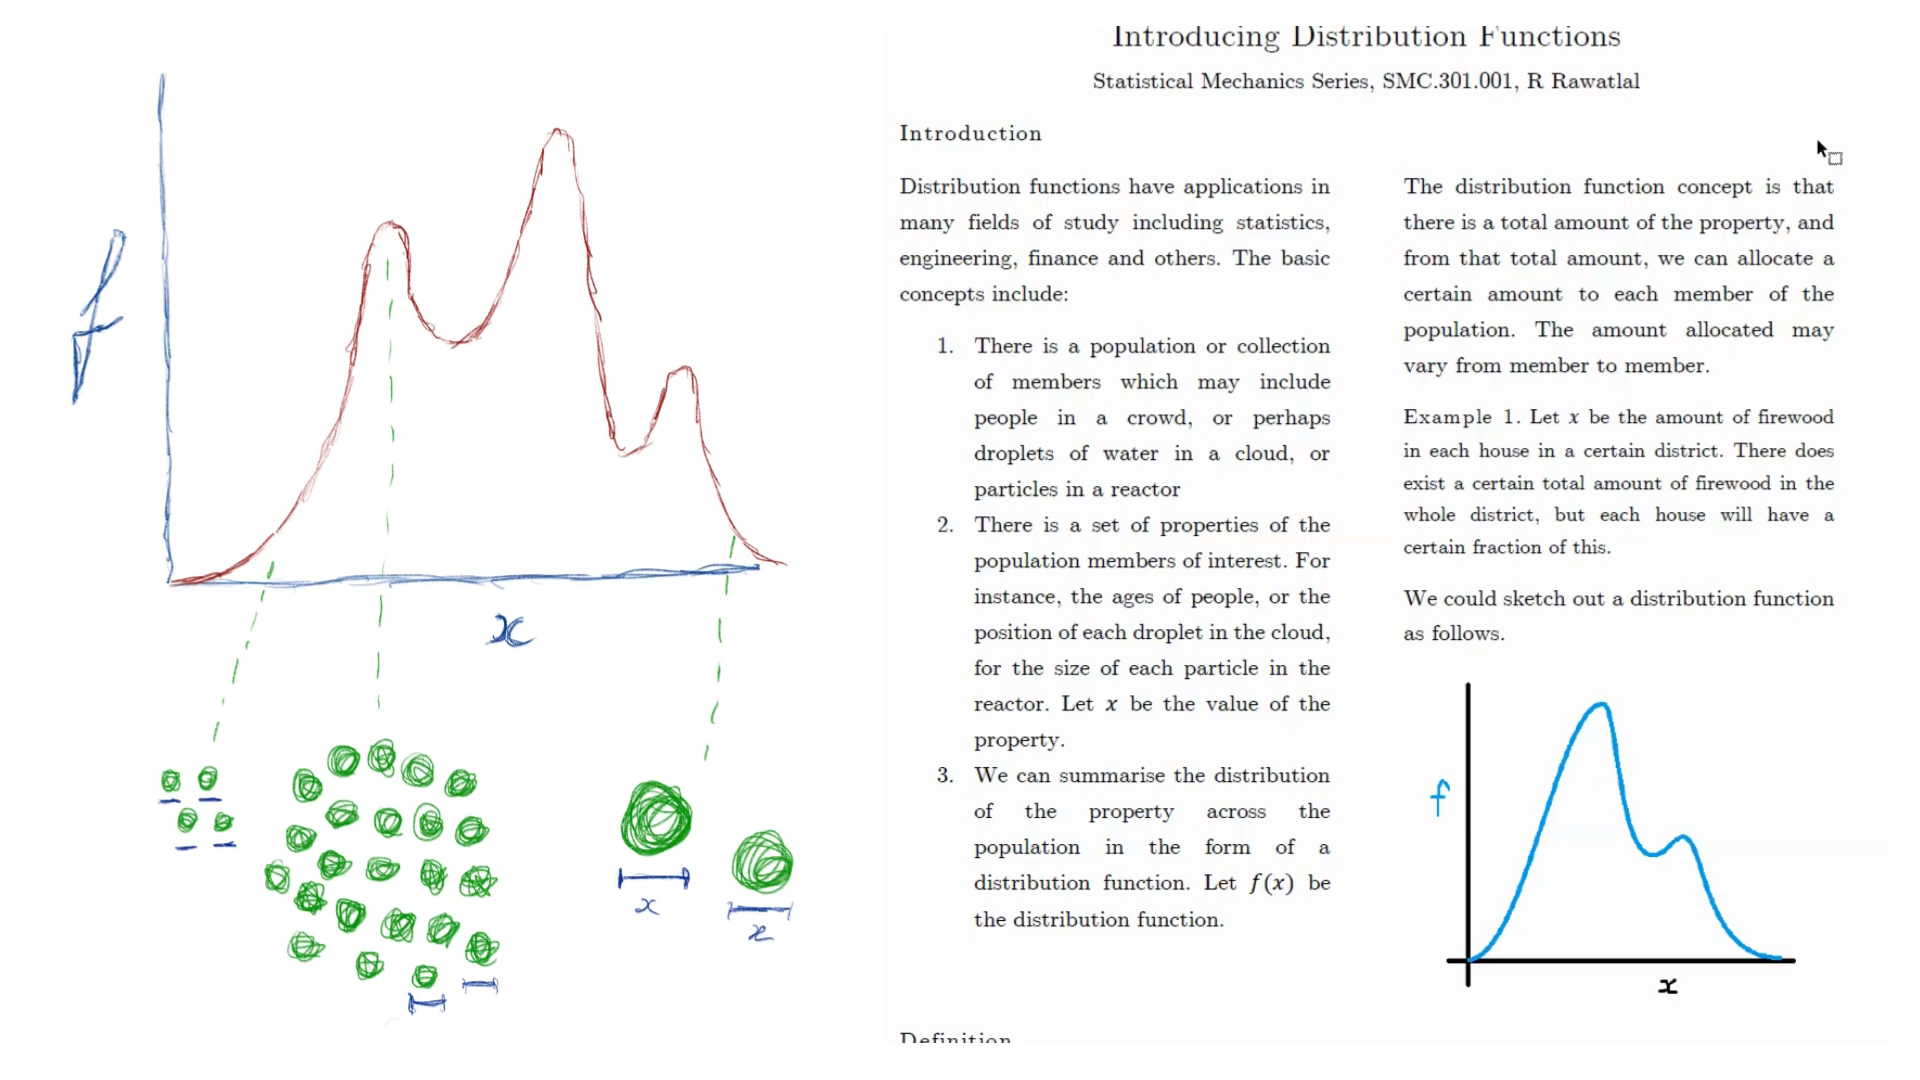 f
x
x
x
Introducing Distribution Functions
Statistical Mechanics Series, SMC.301.001, R Rawatlal
Introduction
Distribution functions have applications in
many fields of study including statistics,
engineering, finance and others. The basic
concepts include:
1. There is a population or collection
of members which may include
people in a crowd, or perhaps
droplets of water in a cloud, or
particles in a reactor
2. There is a set of properties of the
population members of interest. For
instance, the ages of people, or the
position of each droplet in the cloud,
for the size of each particle in the
reactor. Let x be the value of the
property.
3. We can summarise the distribution
of the property across the
population in the form of a
distribution function. Let f(x) be
the distribution function.
Definition
The distribution function concept is that
there is a total amount of the property, and
from that total amount, we can allocate a
certain amount to each member of the
population. The amount allocated may
vary from member to member.
Example 1. Let x be the amount of firewood
in each house in a certain district. There does
exist a certain total amount of firewood in the
whole district, but each house will have a
certain fraction of this.
We could sketch out a distribution function
as follows.
f
x